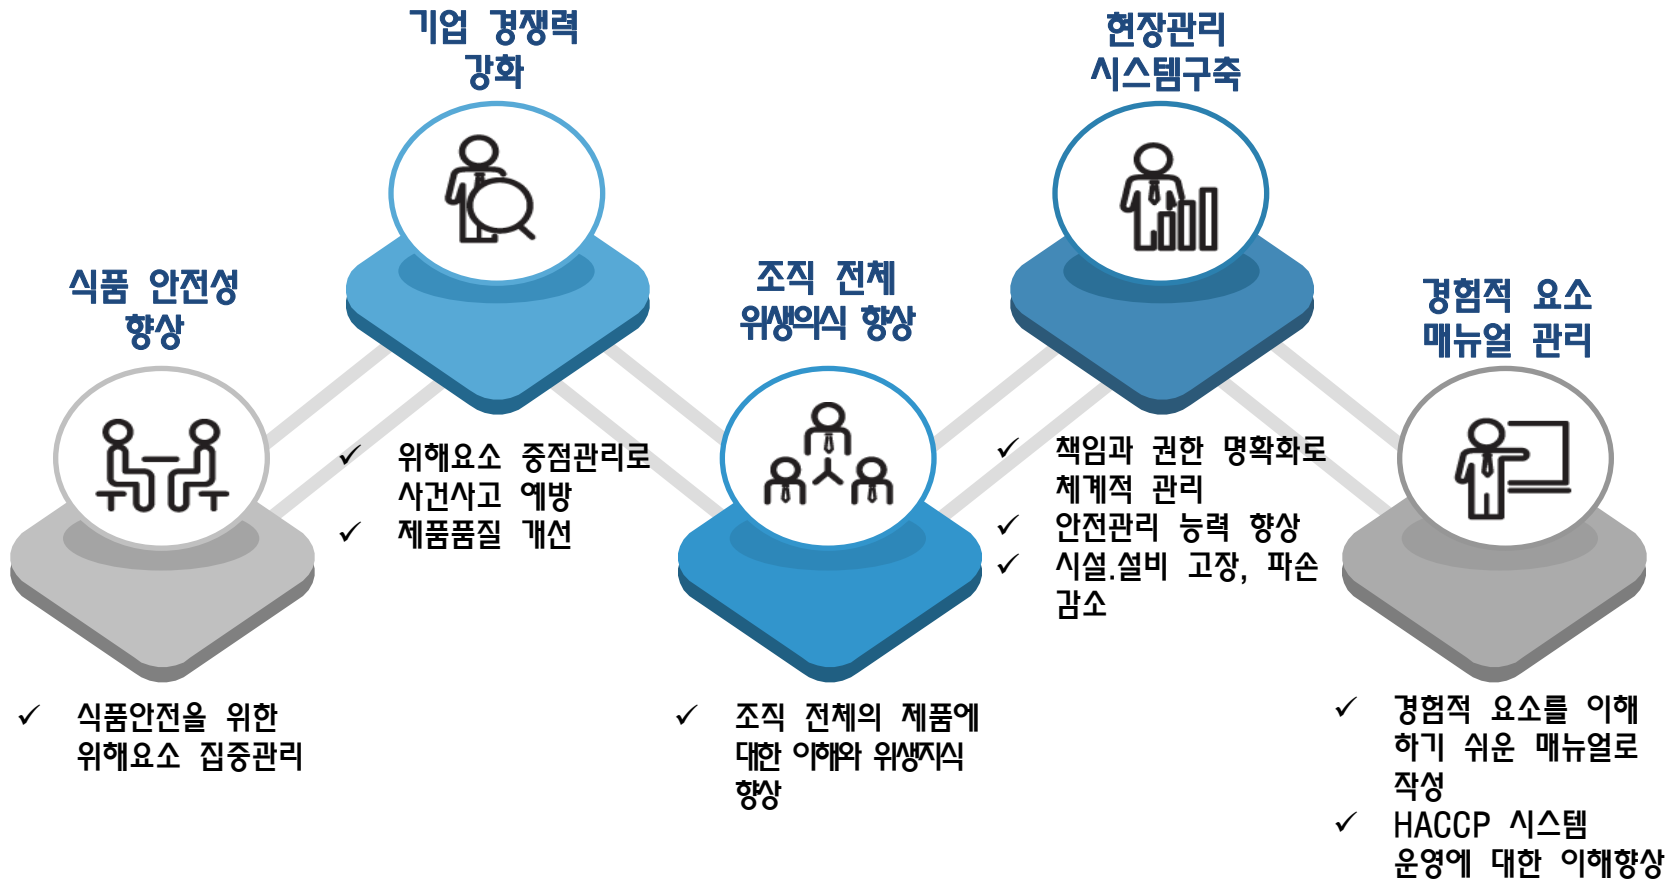 식품 안전성
향상
✓ 식품안전을 위한
위해요소 집중관리
기업 경쟁력
강화
✓ 위해요소 중점관리로
사건사고 예방
✓ 제품품질 개선
조직 전체
위생의식 향상
✓ 조직 전체의 제품에
대한 이해와 위생지식
향상
현장관리
시스템구축
✓ 책임과 권한 명확화로
체계적 관리
✓ 안전관리 능력 향상
✓ 시설.설비 고장, 파손
감소
경험적 요소
매뉴얼 관리
✓ 경험적 요소를 이해
하기 쉬운 매뉴얼로
작성
✓ HACCP 시스템
운영에 대한 이해향상